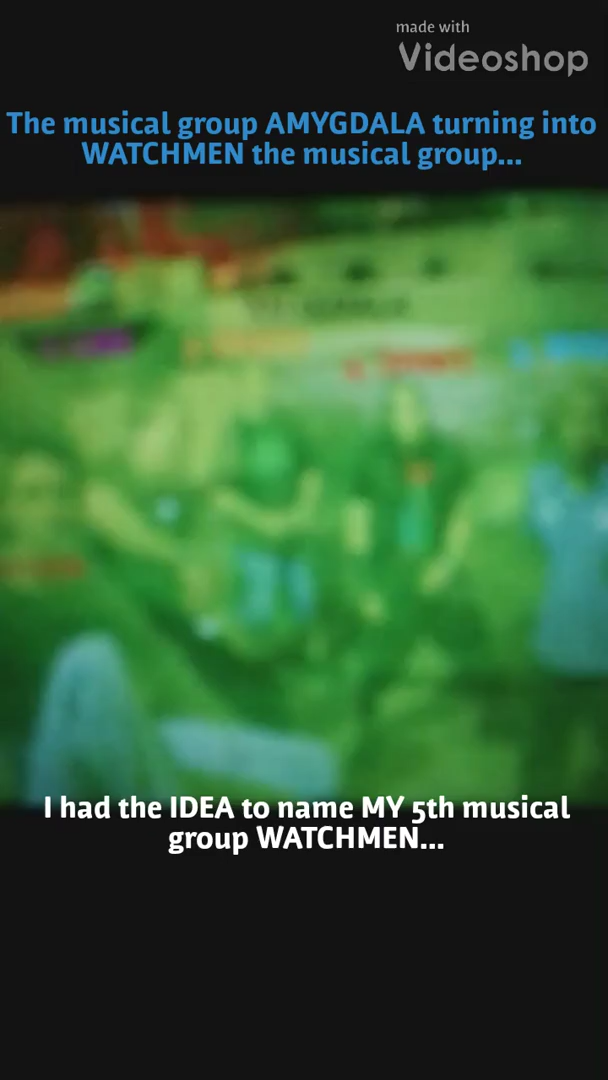 made with
Videoshop
The musical group AMYGDALA turning into
WATCHMEN the musical group...
I had the IDEA to name MY 5th musical
group WATCHMEN...